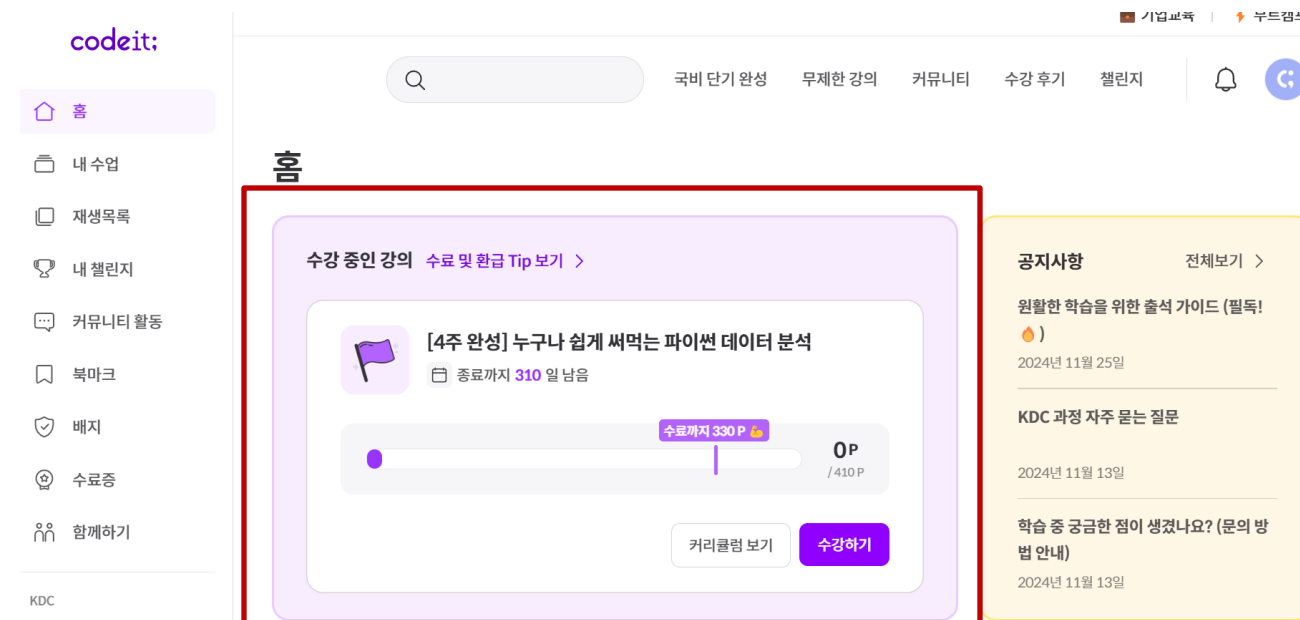 기업교육
부트캠프
codeit;
국비 단기 완성
무제한 강의
커뮤니티
수강 후기
챌린지
홈
내 수업
재생목록
내 챌린지
커뮤니티 활동
북마크
배지
수료증
함께하기
KDC
홈
수강 중인 강의 수료 및 환급 Tip 보기
[4주 완성] 누구나 쉽게 써먹는 파이썬 데이터 분석
종료까지 310 일 남음
수료까지 330 P 💪
0 P
/ 410 P
커리큘럼 보기
수강하기
공지사항 전체보기
원활한 학습을 위한 출석 가이드 (필독!
🔥 )
2024년 11월 25일
KDC 과정 자주 묻는 질문
2024년 11월 13일
학습 중 궁금한 점이 생겼나요? (문의 방
법 안내)
2024년 11월 13일